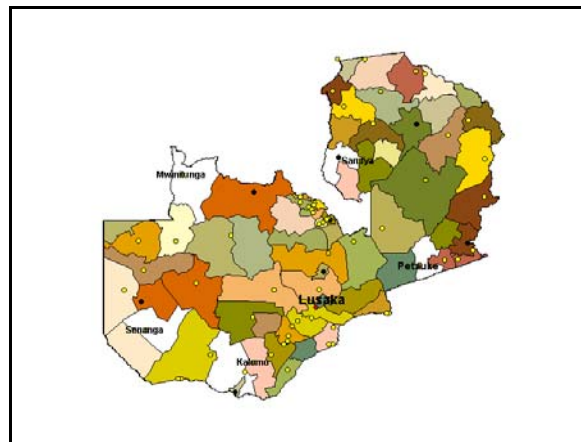 Samfya
Mwinilunga
Petauke
Lusaka
Senanga
Kalomo